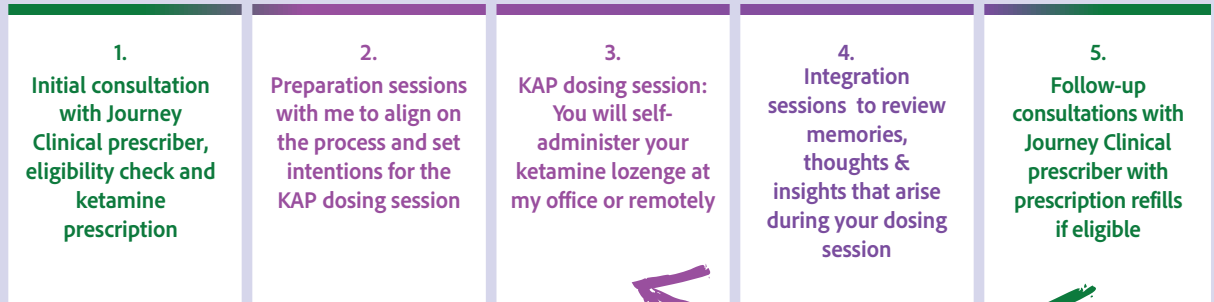 1.
Initial consultation
with Journey
Clinical prescriber,
eligibility check and
ketamine
prescription
2.
Preparation sessions
with me to align on
the process and set
intentions for the
KAP dosing session
3.
KAP dosing session:
You will self-
administer your
ketamine lozenge at
my office or remotely
4.
Integration
sessions to review
memories,
thoughts &
insights that arise
during your dosing
session
5.
Follow-up
consultations with
Journey Clinical
prescriber with
prescription refills
if eligible